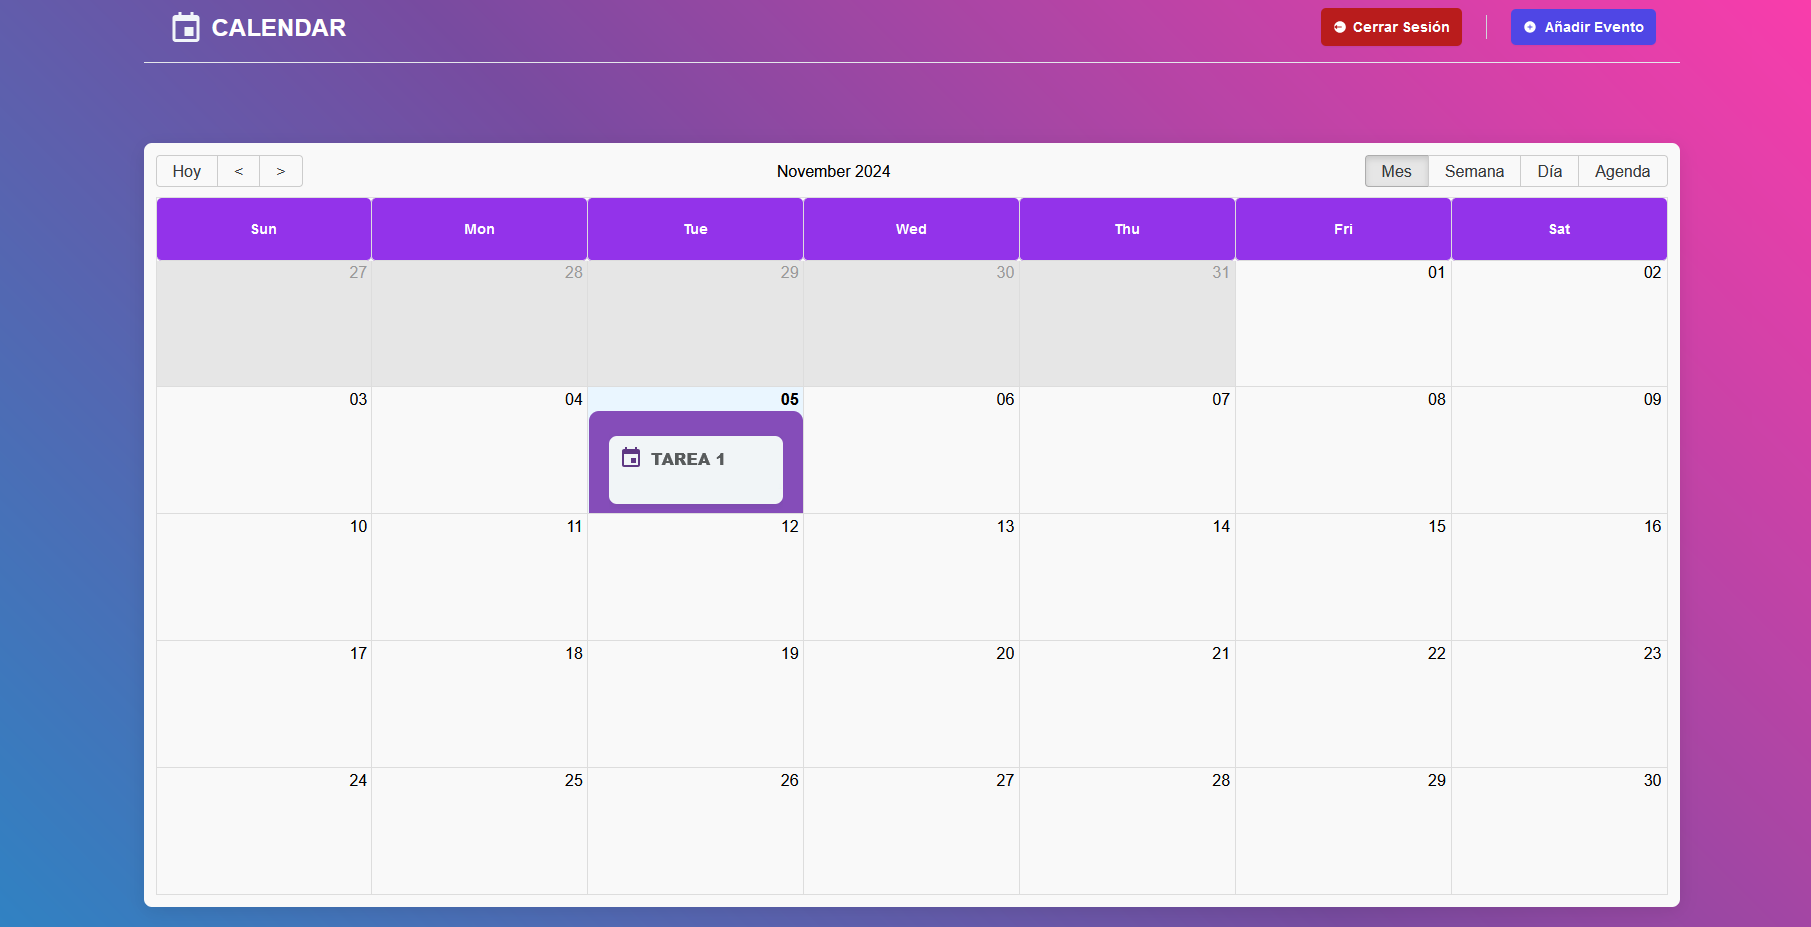 CALENDAR
Cerrar Sesión
Añadir Evento
Hoy < > November 2024 Mes Semana Día Agenda
Sun Mon Tue Wed Thu Fri Sat
27 28 29 30 31 01 02
03 04 05 06 07 08 09
TAREA 1
10 11 12 13 14 15 16
17 18 19 20 21 22 23
24 25 26 27 28 29 30